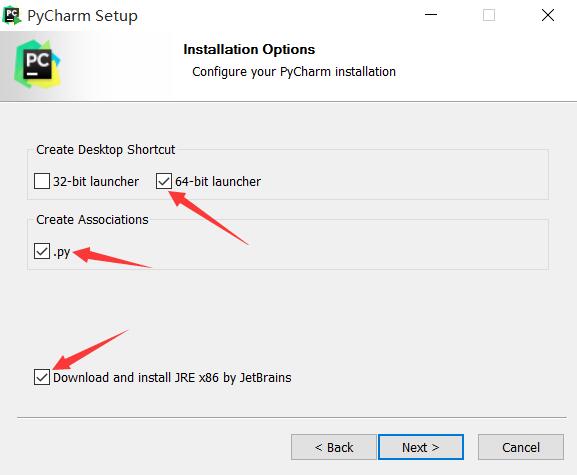 PyCharm Setup
PC
Installation Options
Configure your PyCharm installation
Create Desktop Shortcut
32-bit launcher 64-bit launcher
Create Associations
.py
Download and install JRE x86 by JetBrains
< Back Next > Cancel